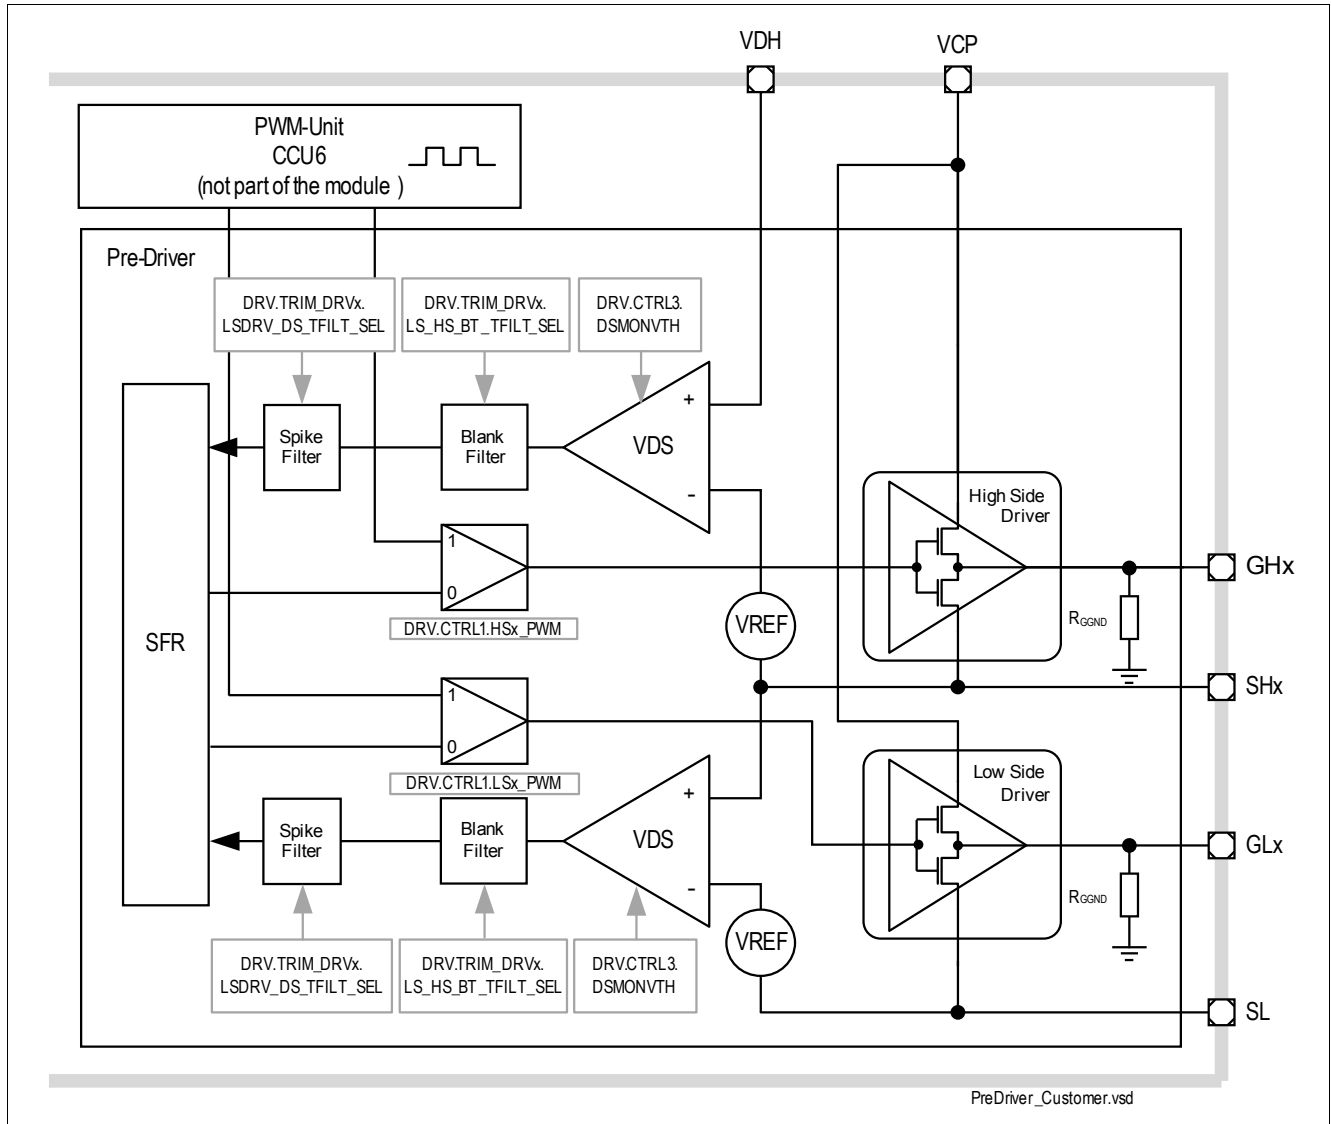 VDH
VCP
PWM-Unit
CCU6
(not part of the module )
Pre-Driver
DRV.TRIM_DRVx.
LSDRV_DS_TFILT_SEL
DRV.TRIM_DRVx.
LS_HS_BT_TFILT_SEL
DRV.CTRL3.
DSMONVTH
+
Spike
Filter
Blank
Filter
VDS
-
High Side
Driver
1
0
GHx
DRV.CTRL1.HSx_PWM
VREF
RGGND
SFR
SHx
1
0
DRV.CTRL1.LSx_PWM
Low Side
Driver
+
Spike
Filter
Blank
Filter
VDS
GLx
-
RGGND
VREF
DRV.TRIM_DRVx.
LSDRV_DS_TFILT_SEL
DRV.TRIM_DRVx.
LS_HS_BT_TFILT_SEL
DRV.CTRL3.
DSMONVTH
SL
PreDriver_Customer.vsd